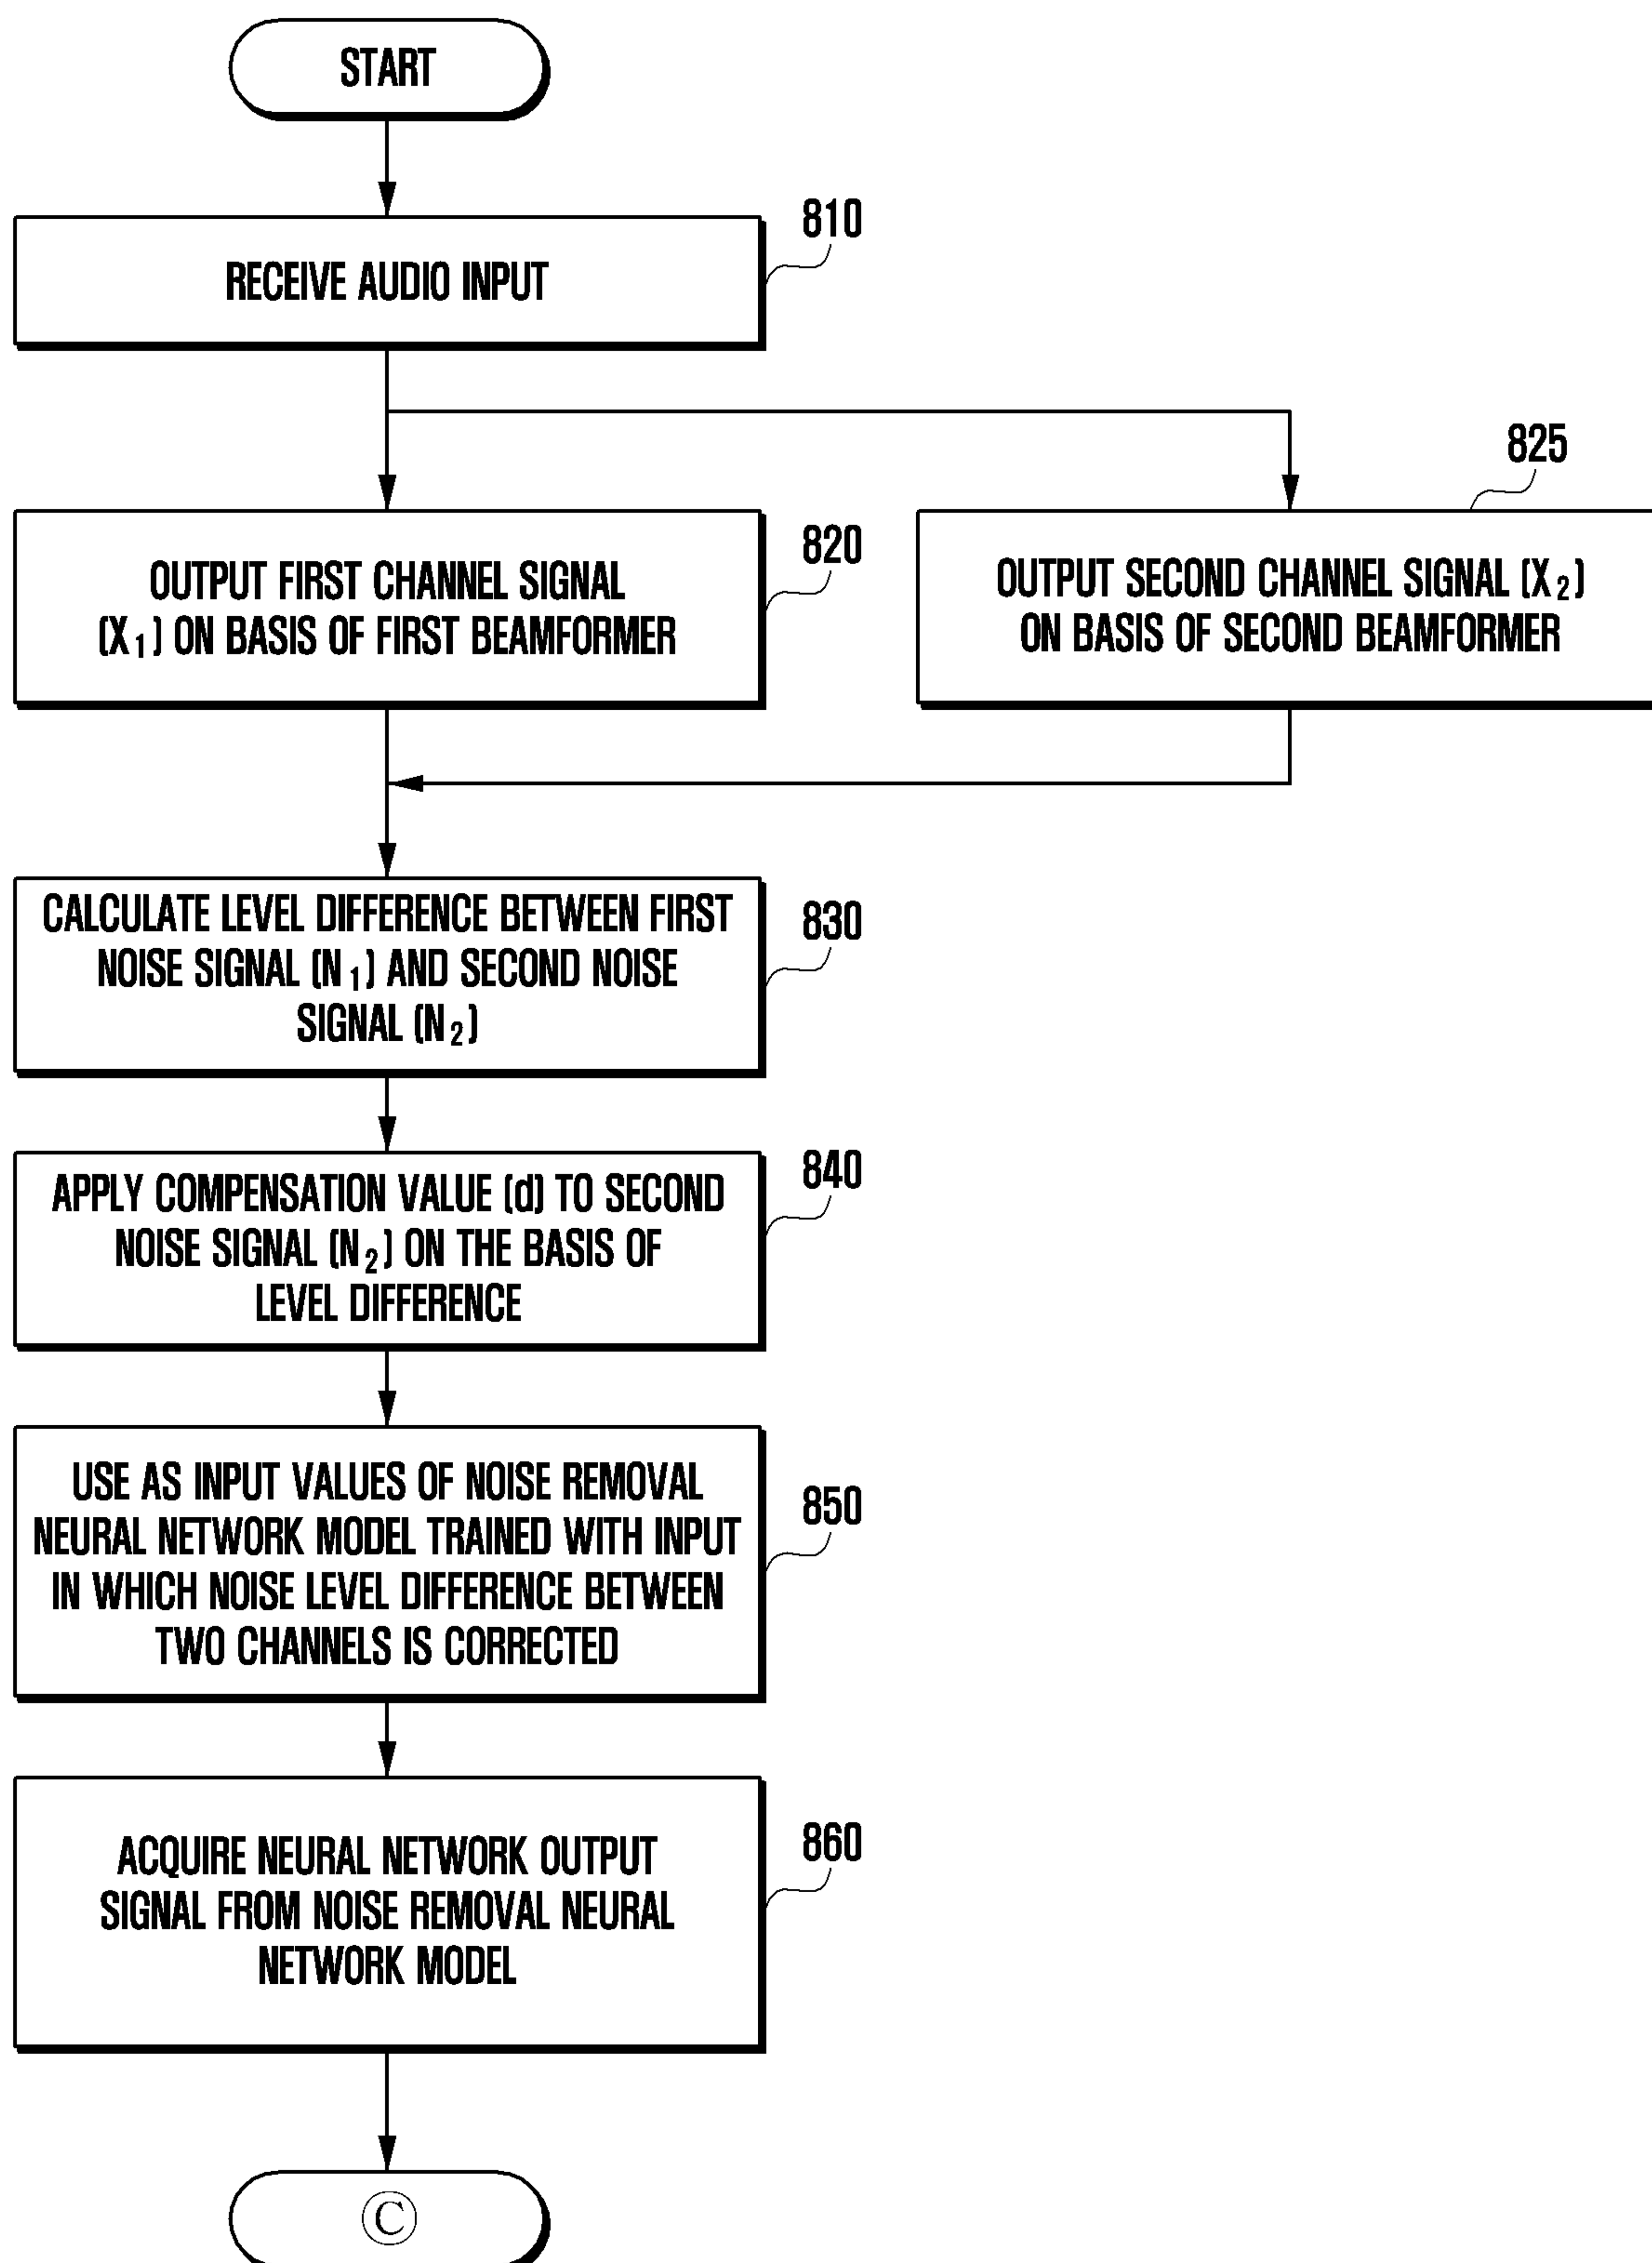 START
810
RECEIVE AUDIO INPUT
825
820
OUTPUT FIRST CHANNEL SIGNAL
(X₁) ON BASIS OF FIRST BEAMFORMER
OUTPUT SECOND CHANNEL SIGNAL (X₂)
ON BASIS OF SECOND BEAMFORMER
830
CALCULATE LEVEL DIFFERENCE BETWEEN FIRST
NOISE SIGNAL (N₁) AND SECOND NOISE
SIGNAL (N₂)
840
APPLY COMPENSATION VALUE (d) TO SECOND
NOISE SIGNAL (N₂) ON THE BASIS OF
LEVEL DIFFERENCE
850
USE AS INPUT VALUES OF NOISE REMOVAL
NEURAL NETWORK MODEL TRAINED WITH INPUT
IN WHICH NOISE LEVEL DIFFERENCE BETWEEN
TWO CHANNELS IS CORRECTED
860
ACQUIRE NEURAL NETWORK OUTPUT
SIGNAL FROM NOISE REMOVAL NEURAL
NETWORK MODEL
©